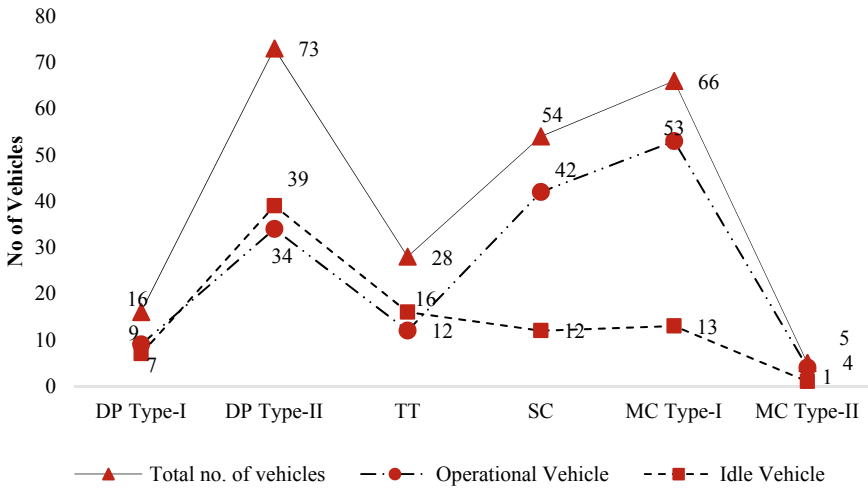 80
70
60
50
40
30
20
10
0
No of Vehicles
16
73
28
54
66
5
9
34
12
42
53
4
7
39
16
12
13
1
DP Type-I
DP Type-II
TT
SC
MC Type-I
MC Type-II
Total no. of vehicles
Operational Vehicle
Idle Vehicle